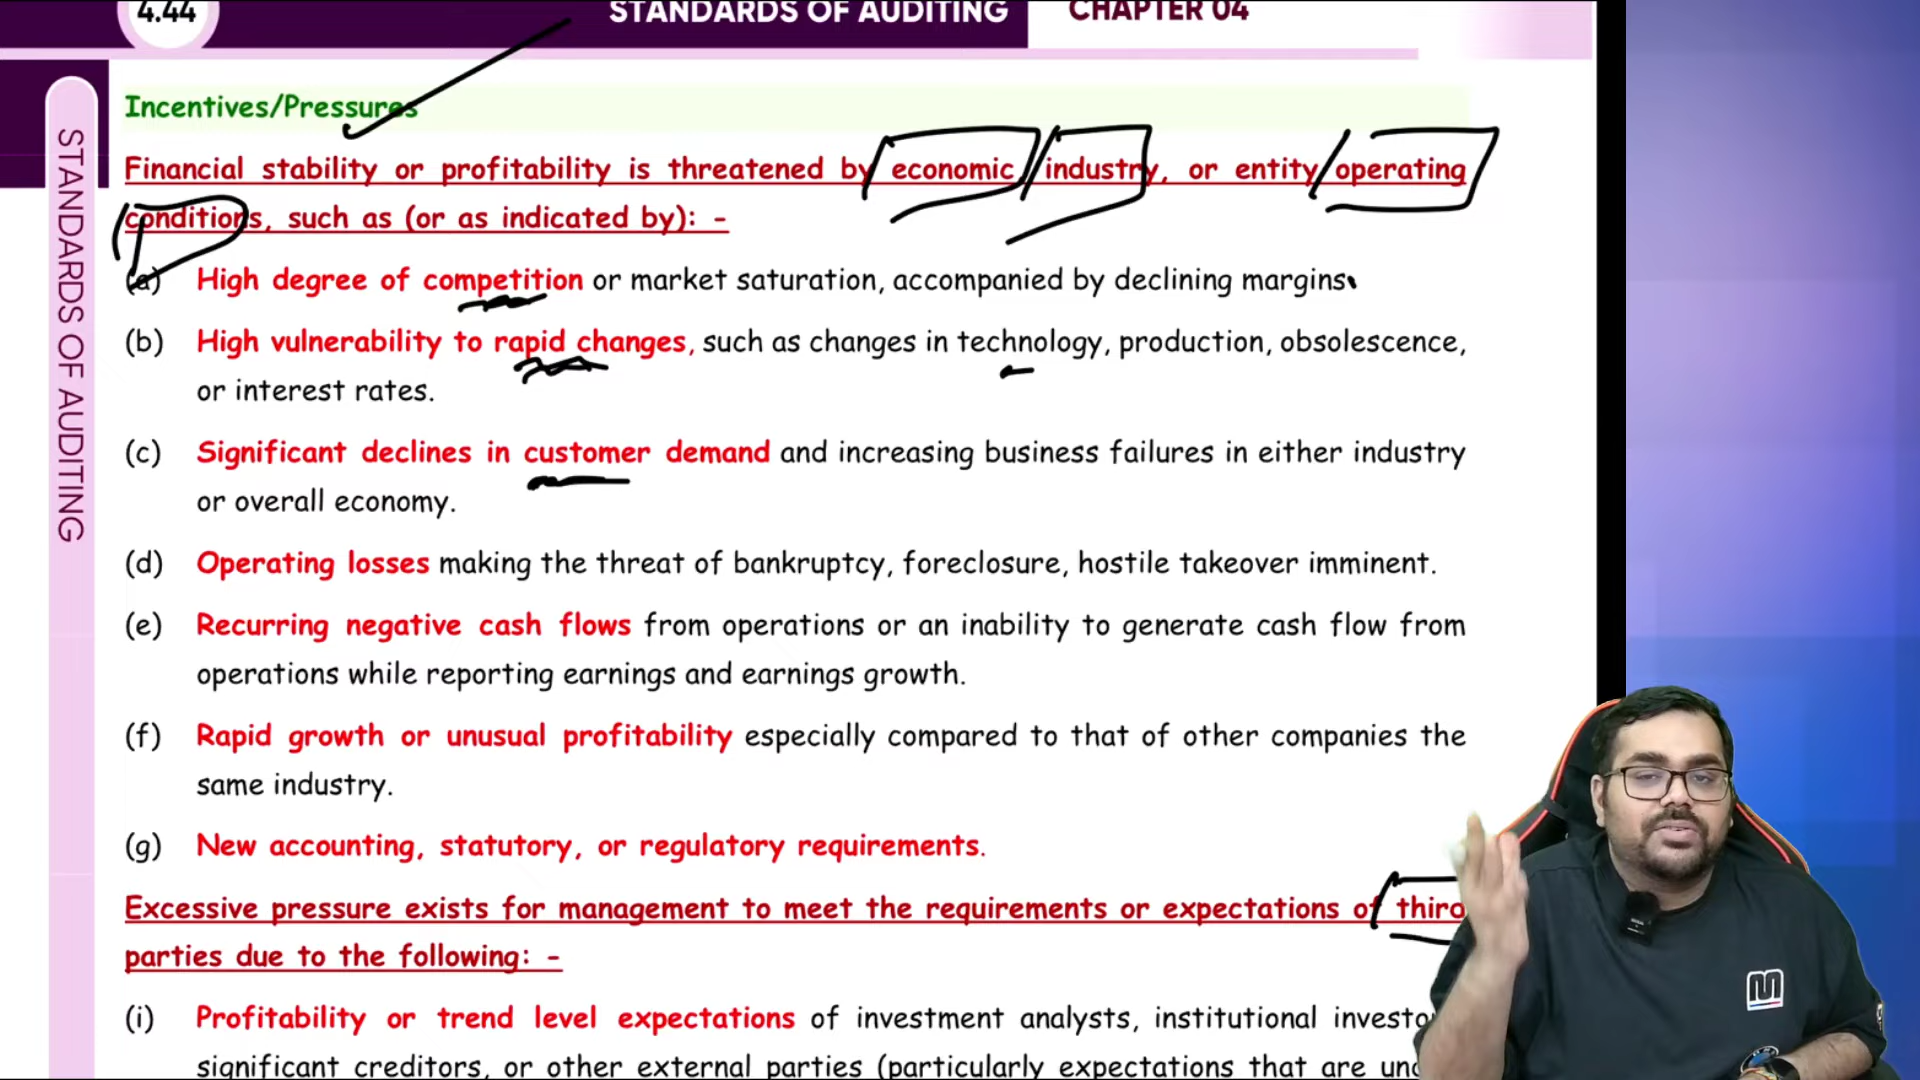 4.44
STANDARDS OF AUDITING
CHAPTER 04
STANDARDS OF AUDITING
Incentives/Pressures
Financial stability or profitability is threatened by economic, industry, or entity operating
conditions, such as (or as indicated by): -
(a) High degree of competition or market saturation, accompanied by declining margins.
(b) High vulnerability to rapid changes, such as changes in technology, production, obsolescence,
or interest rates.
(c) Significant declines in customer demand and increasing business failures in either industry
or overall economy.
(d) Operating losses making the threat of bankruptcy, foreclosure, hostile takeover imminent.
(e) Recurring negative cash flows from operations or an inability to generate cash flow from
operations while reporting earnings and earnings growth.
(f) Rapid growth or unusual profitability especially compared to that of other companies the
same industry.
(g) New accounting, statutory, or regulatory requirements.
Excessive pressure exists for management to meet the requirements or expectations of
parties due to the following: -
(i) Profitability or trend level expectations of investment analysts, institutional
significant creditors, or other external parties (particularly expectations that are